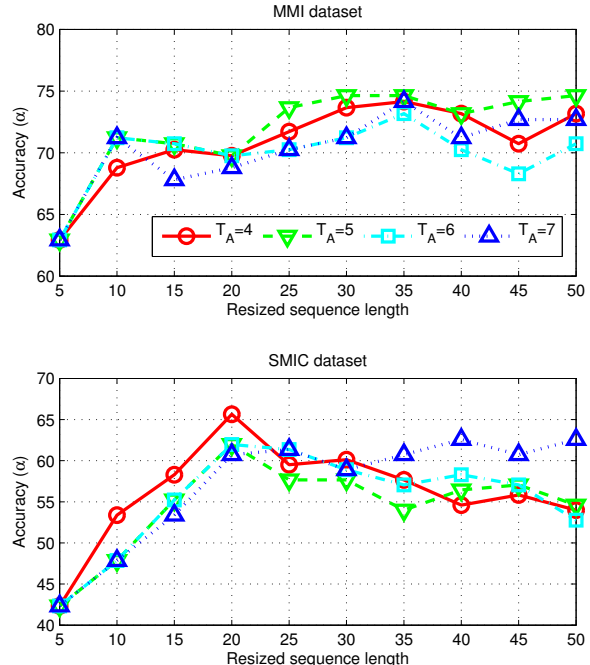 MMI dataset
80
75
70
65
60
Accuracy (α)
T_A=4 T_A=5 T_A=6 T_A=7
5 10 15 20 25 30 35 40 45 50
Resized sequence length
SMIC dataset
70
65
60
55
50
45
40
Accuracy (α)
5 10 15 20 25 30 35 40 45 50
Resized sequence length